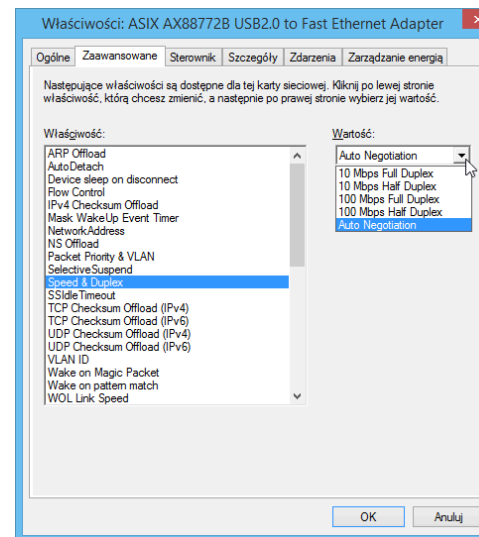 Właściwości: ASIX AX88772B USB2.0 to Fast Ethernet Adapter
Ogólne Zaawansowane Sterownik Szczegóły Zdarzenia Zarządzanie energią
Następujące właściwości są dostępne dla tej karty sieciowej. Kliknij po lewej stronie
właściwość, którą chcesz zmienić, a następnie po prawej stronie wybierz jej wartość.
Właściwość:
ARP Offload
AutoDetach
Device sleep on disconnect
Flow Control
IPv4 Checksum Offload
Mask WakeUp Event Timer
NetworkAddress
NS Offload
Packet Priority & VLAN
SelectiveSuspend
Speed & Duplex
SSIdleTimeout
TCP Checksum Offload (IPv4)
TCP Checksum Offload (IPv6)
UDP Checksum Offload (IPv4)
UDP Checksum Offload (IPv6)
VLAN ID
Wake on Magic Packet
Wake on pattern match
WOL Link Speed
Wartość:
Auto Negotiation
10 Mbps Full Duplex
10 Mbps Half Duplex
100 Mbps Full Duplex
100 Mbps Half Duplex
Auto Negotiation
OK Anuluj